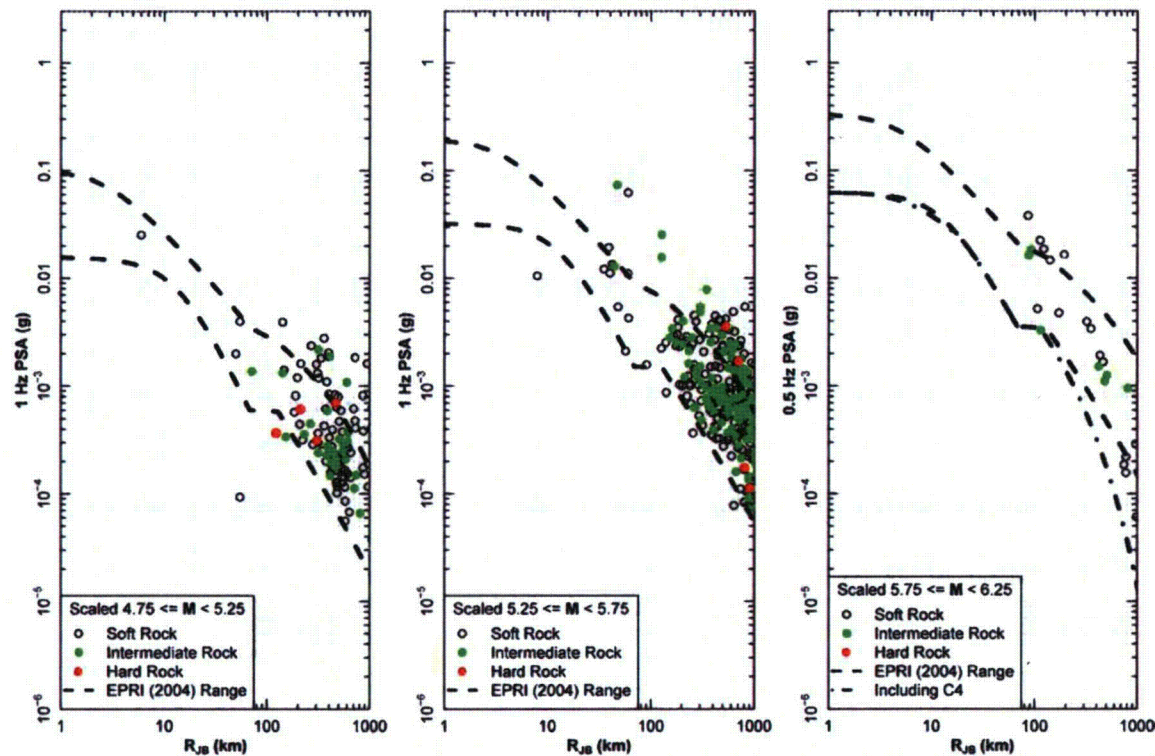 1 Hz PSA (g)
1
0.1
0.01
10⁻³
10⁻⁴
10⁻⁵
10⁻⁶
Scaled 4.75 <= M < 5.25
Soft Rock
Intermediate Rock
Hard Rock
EPRI (2004) Range
1 10 100 1000
R_JB (km)
1 Hz PSA (g)
1
0.1
0.01
10⁻³
10⁻⁴
10⁻⁵
10⁻⁶
Scaled 5.25 <= M < 5.75
Soft Rock
Intermediate Rock
Hard Rock
EPRI (2004) Range
1 10 100 1000
R_JB (km)
0.5 Hz PSA (g)
1
0.1
0.01
10⁻³
10⁻⁴
10⁻⁵
10⁻⁶
Scaled 5.75 <= M < 6.25
Soft Rock
Intermediate Rock
Hard Rock
EPRI (2004) Range
Including C4
1 10 100 1000
R_JB (km)